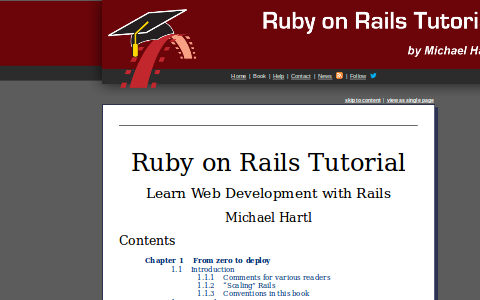 Ruby on Rails Tutori
by Michael Ha
Home | Book | Help | Contact | News | Follow
skip to content | view as single page
Ruby on Rails Tutorial
Learn Web Development with Rails
Michael Hartl
Contents
Chapter 1 From zero to deploy
1.1 Introduction
1.1.1 Comments for various readers
1.1.2 “Scaling” Rails
1.1.3 Conventions in this book